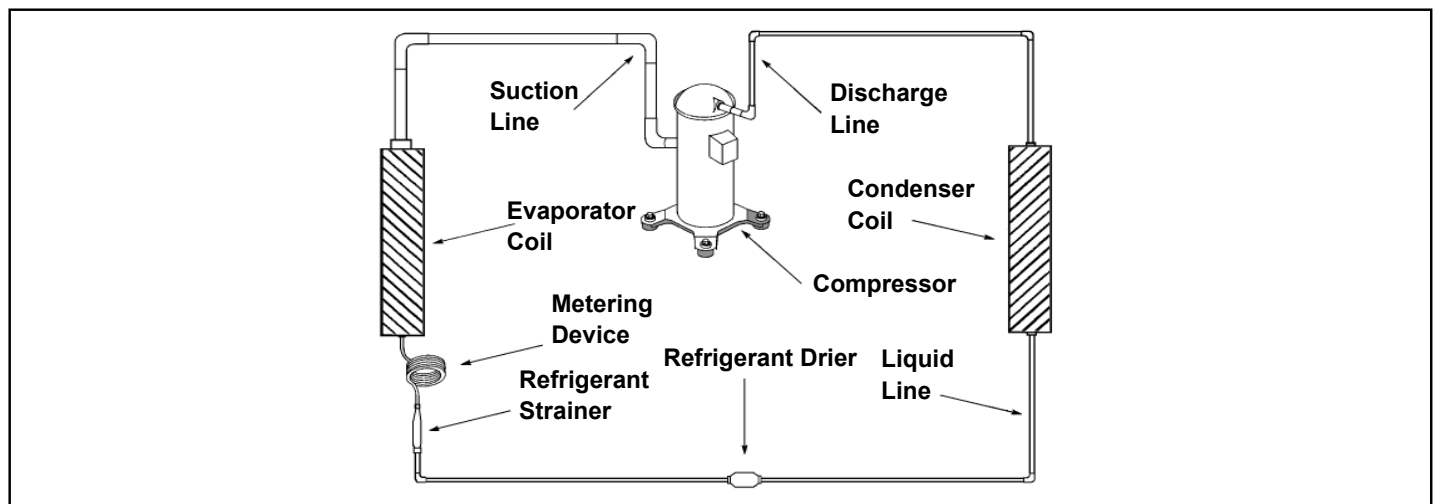 Suction
Line
Discharge
Line
Evaporator
Coil
Condenser
Coil
Compressor
Metering
Device
Refrigerant Drier
Liquid
Line
Refrigerant
Strainer